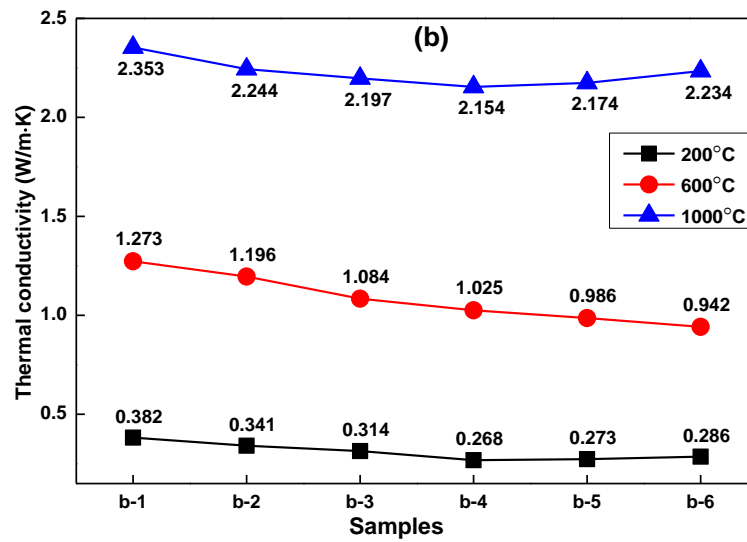 (b)
2.5
2.0
1.5
1.0
0.5
Thermal conductivity (W/m·K)
2.353
2.244
2.197
2.154
2.174
2.234
200°C
600°C
1000°C
1.273
1.196
1.084
1.025
0.986
0.942
0.382
0.341
0.314
0.268
0.273
0.286
b-1
b-2
b-3
b-4
b-5
b-6
Samples